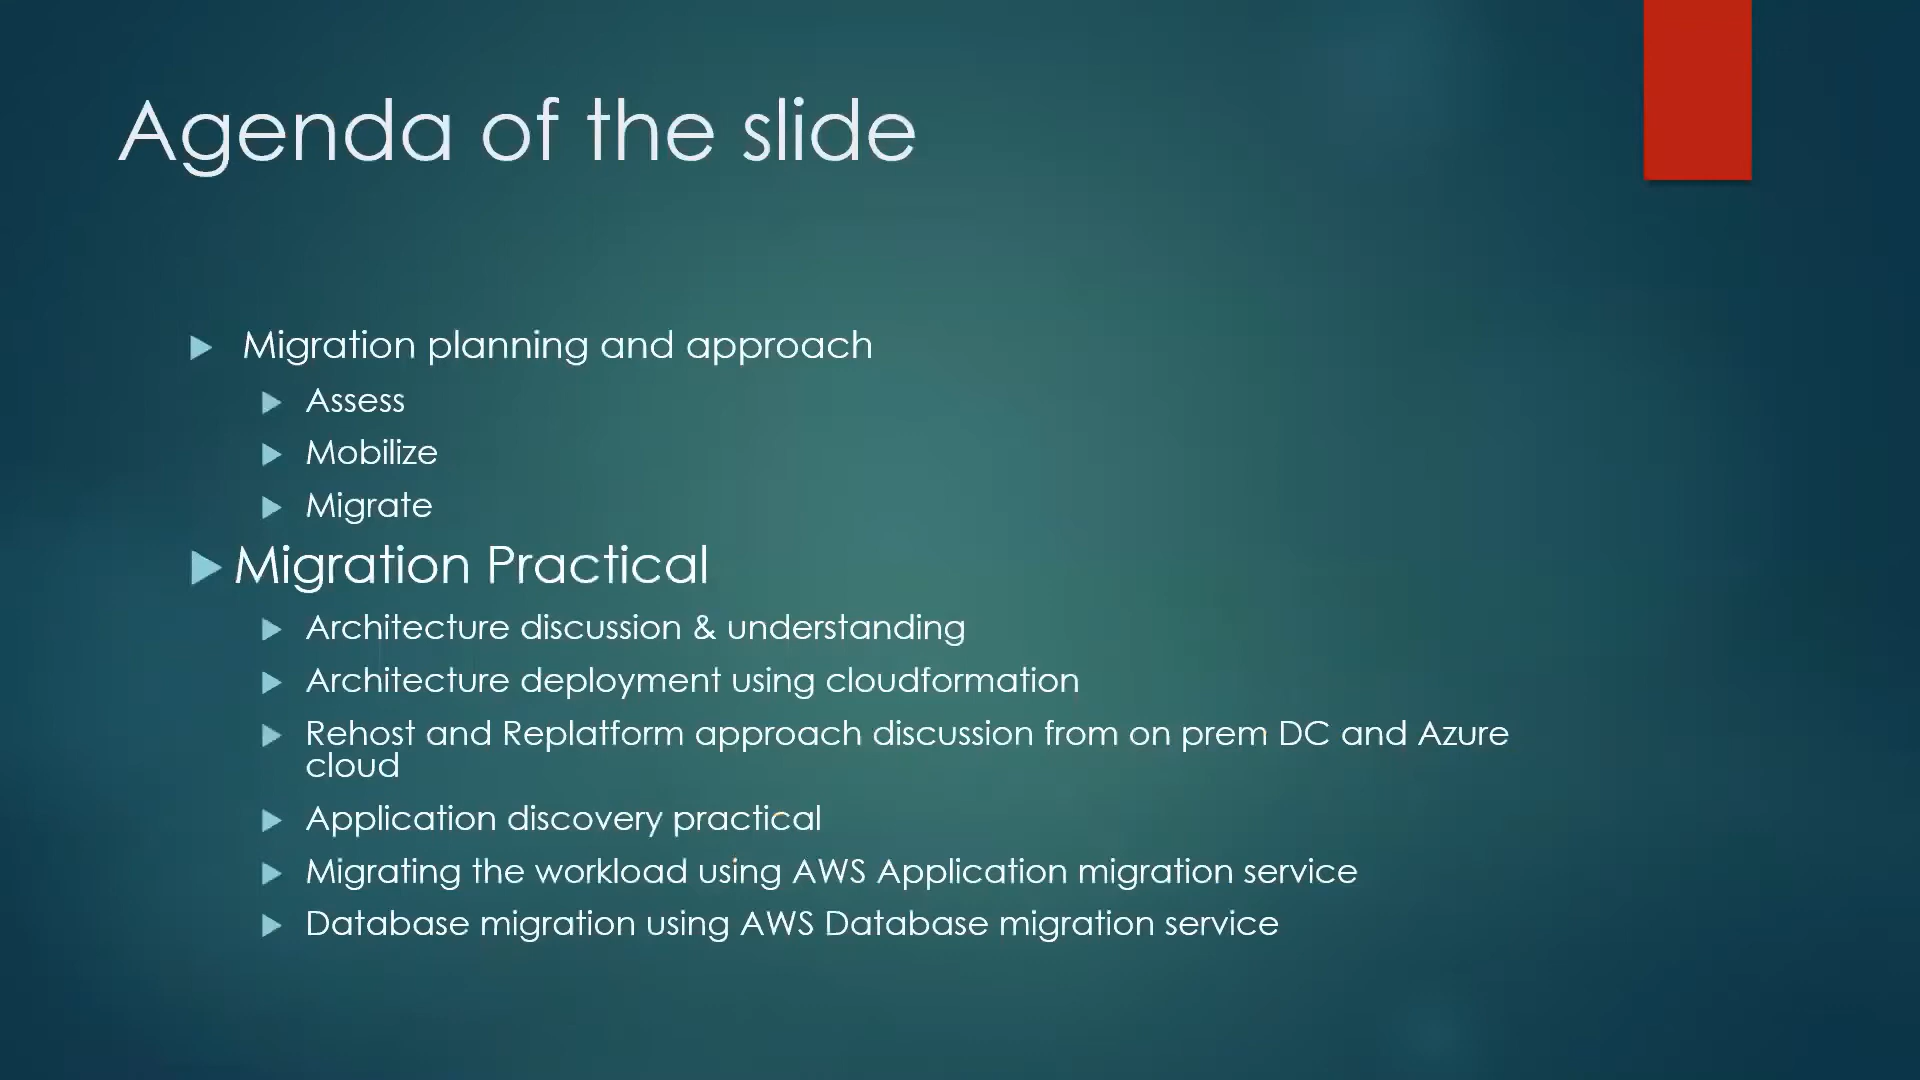 Agenda of the slide
Migration planning and approach
Assess
Mobilize
Migrate
Migration Practical
Architecture discussion & understanding
Architecture deployment using cloudformation
Rehost and Replatform approach discussion from on prem DC and Azure
cloud
Application discovery practical
Migrating the workload using AWS Application migration service
Database migration using AWS Database migration service